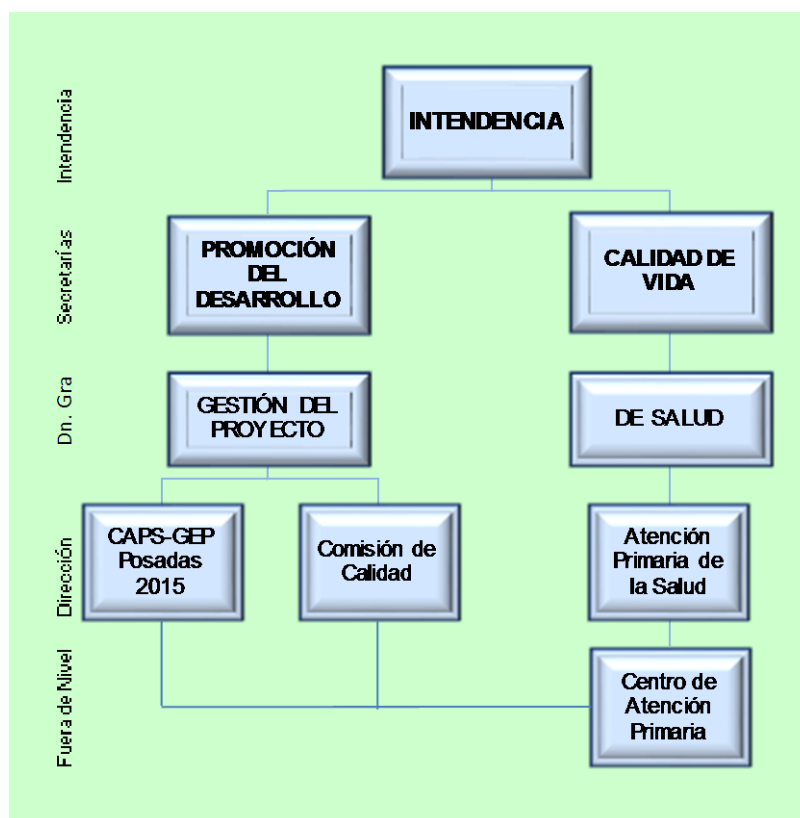 Intendencia
INTENDENCIA
Secretarías
PROMOCIÓN
DEL
DESARROLLO
CALIDAD DE
VIDA
Dn. Gra
GESTIÓN DEL
PROYECTO
DE SALUD
Dirección
CAPS-GEP
Posadas
2015
Comisión de
Calidad
Atención
Primaria de
la Salud
Fuera de Nivel
Centro de
Atención
Primaria